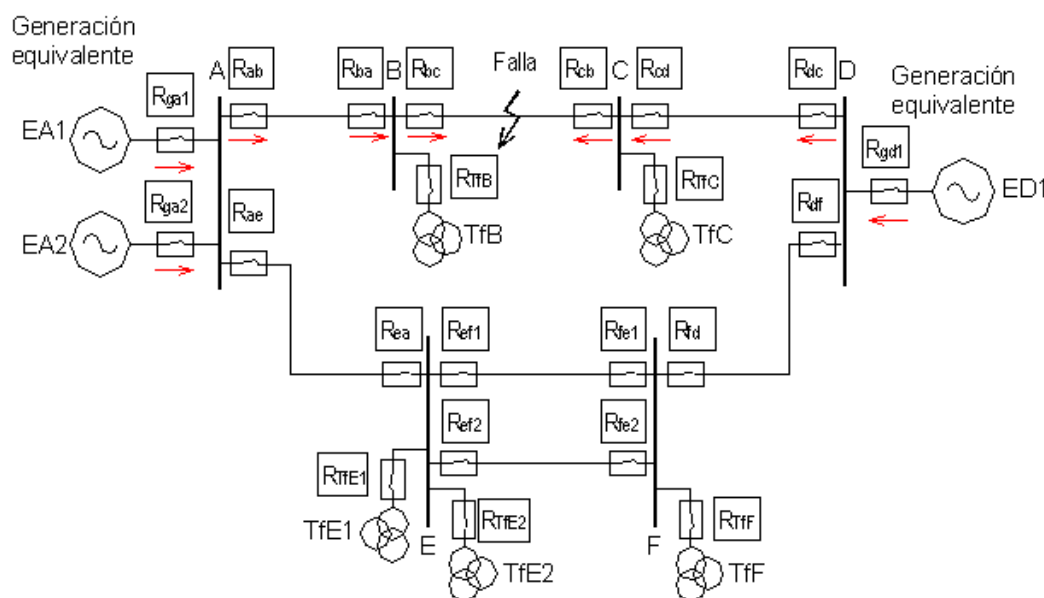 Generación
equivalente
A
Rab
Rba
B
Rbc
Falla
Rcb
C
Rcd
Rdc
D
Generación
equivalente
EA1
Rga1
Rgd1
ED1
RTfB
RTfC
Rga2
Rae
Rdf
EA2
TfB
TfC
Rea
Ref1
Rfe1
Rfd
Ref2
Rfe2
RTfE1
RTfE2
RTfF
TfE1
E
TfE2
F
TfF